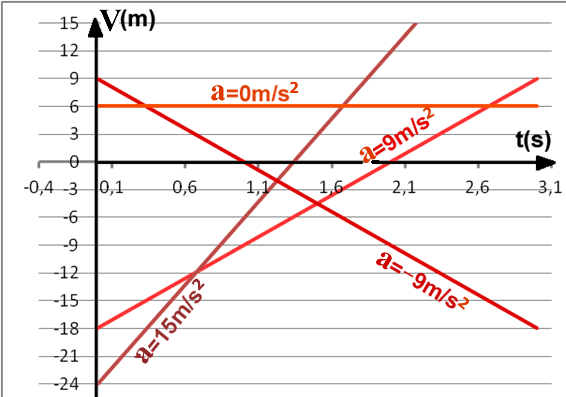 V(m)
15
12
9
a=0m/s²
6
a=9m/s²
3
t(s)
0
-0,4 -3 0,1 0,6 1,1 1,6 2,1 2,6 3,1
-6
-9
a=−9m/s²
-12
-15
a=15m/s²
-18
-21
-24